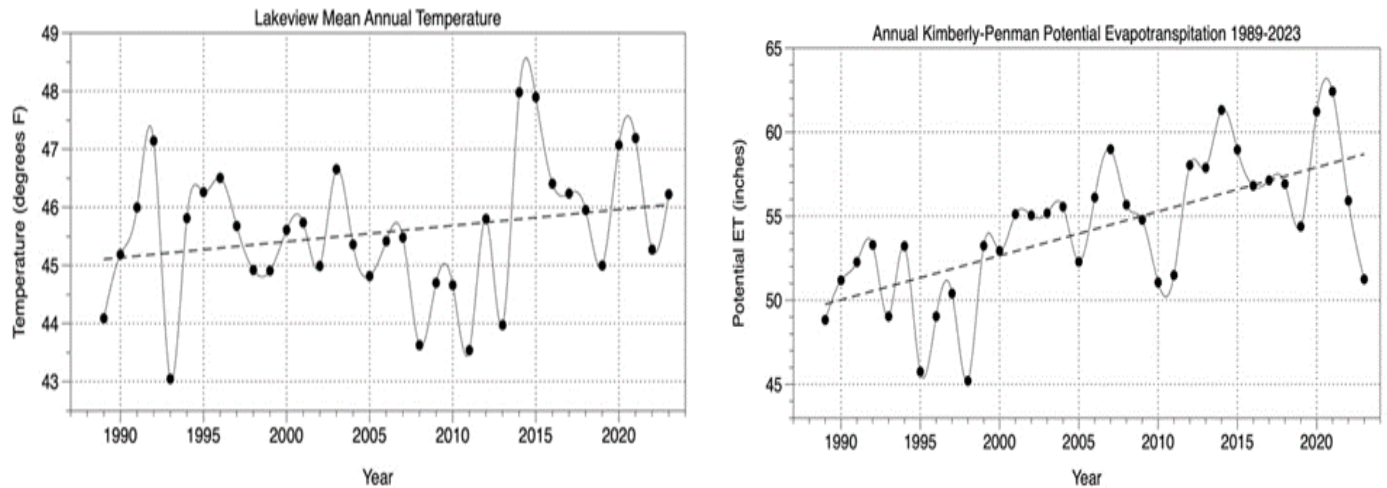 Lakeview Mean Annual Temperature
49
48
47
46
45
44
43
Temperature (degrees F)
1990 1995 2000 2005 2010 2015 2020
Year
Annual Kimberly-Penman Potential Evapotranspitation 1989-2023
65
60
55
50
45
Potential ET (inches)
1990 1995 2000 2005 2010 2015 2020
Year